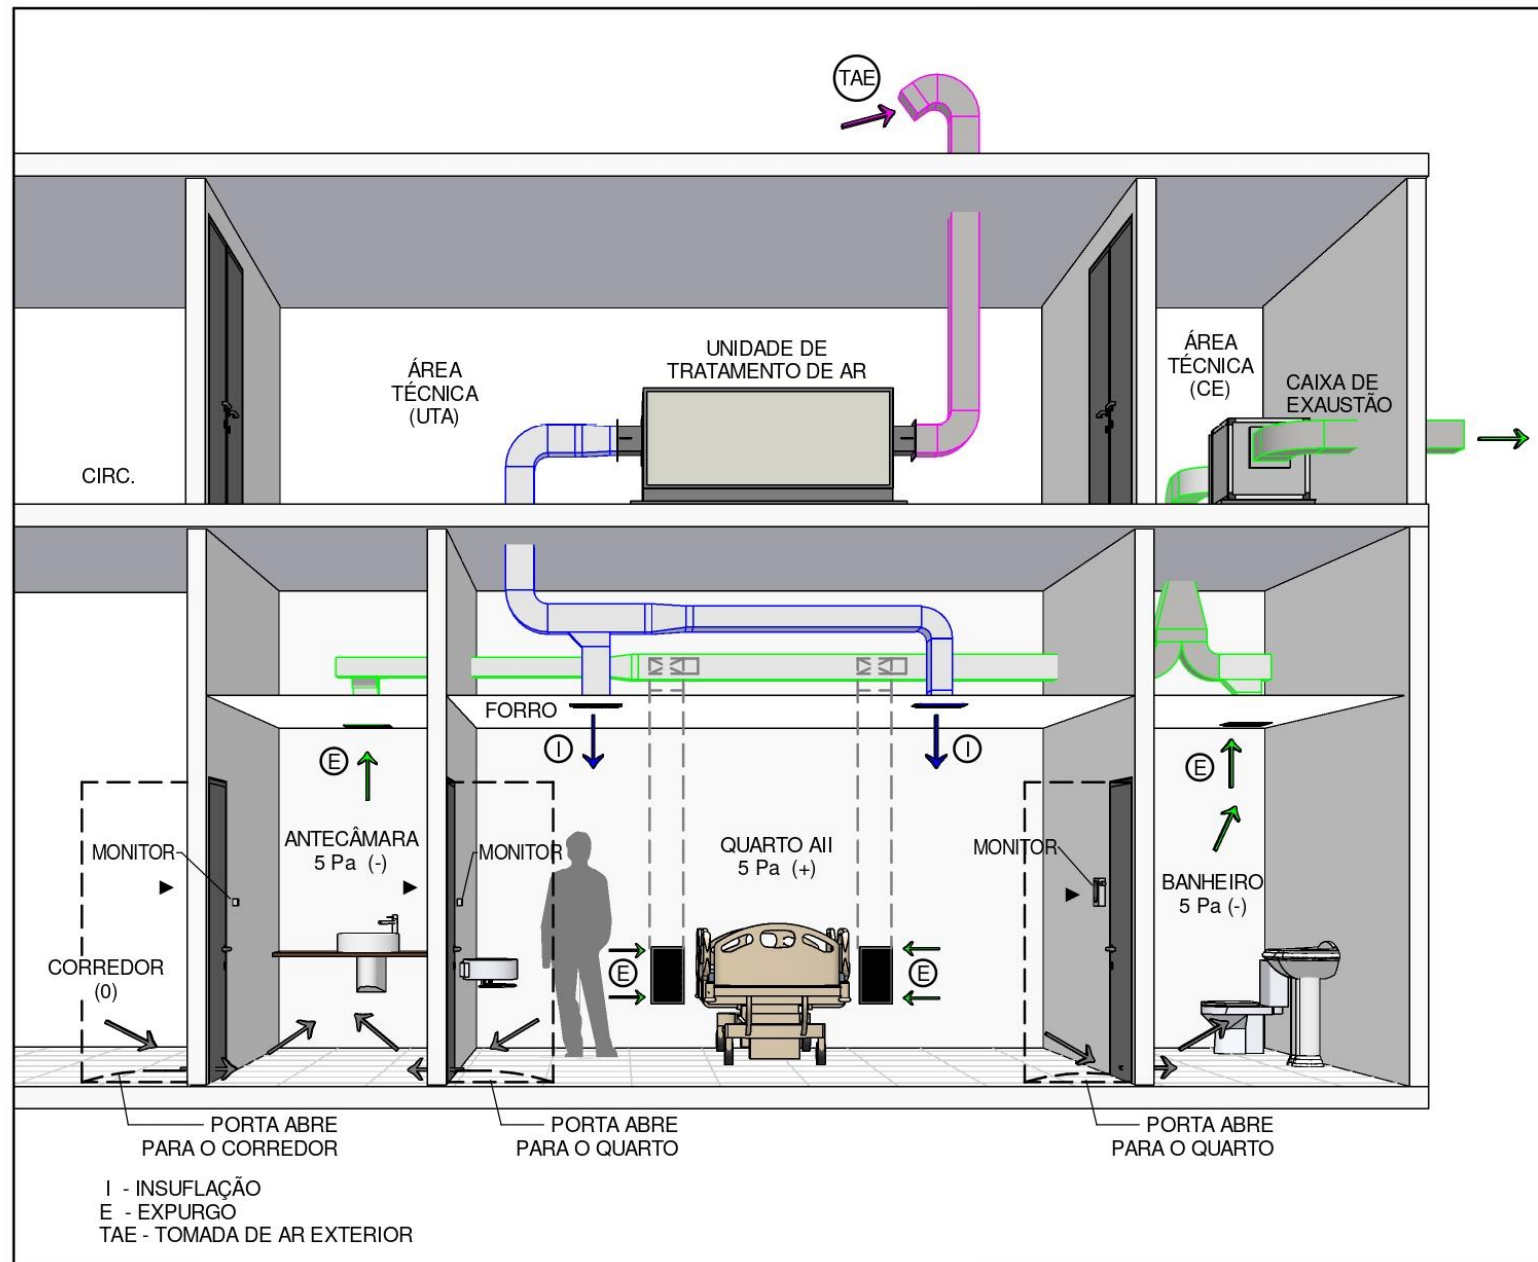 TAE
UNIDADE DE
TRATAMENTO DE AR
ÁREA
TÉCNICA
(UTA)
ÁREA
TÉCNICA
(CE)
CAIXA DE
EXAUSTÃO
CIRC.
FORRO
I
I
E
E
ANTECÂMARA
5 Pa (-)
MONITOR
MONITOR
QUARTO AII
5 Pa (+)
MONITOR
BANHEIRO
5 Pa (-)
CORREDOR
(0)
E
E
PORTA ABRE
PARA O CORREDOR
PORTA ABRE
PARA O QUARTO
PORTA ABRE
PARA O QUARTO
I - INSUFLAÇÃO
E - EXPURGO
TAE - TOMADA DE AR EXTERIOR